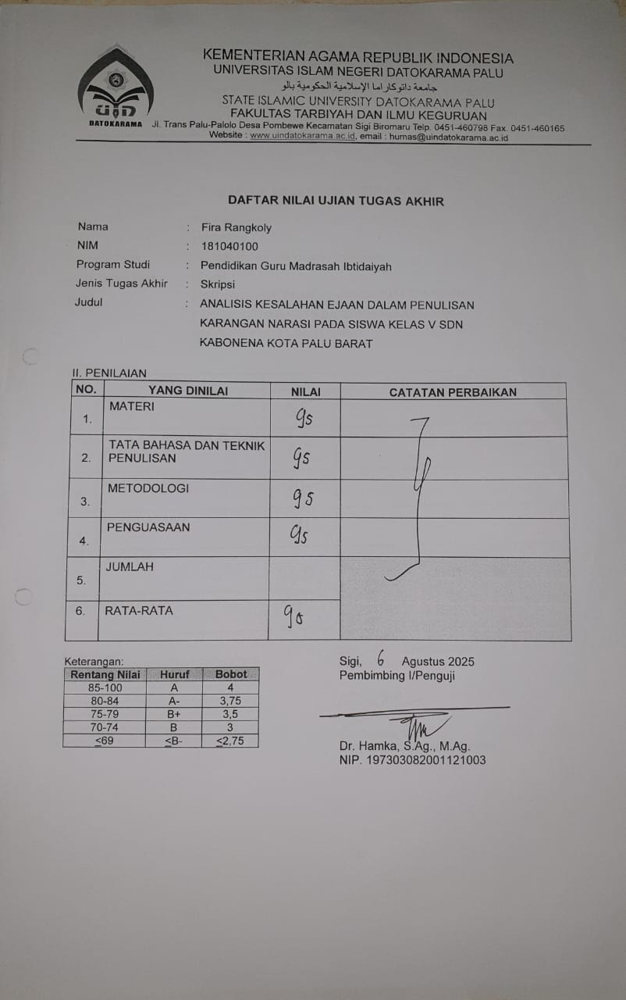 KEMENTERIAN AGAMA REPUBLIK INDONESIA
UNIVERSITAS ISLAM NEGERI DATOKARAMA PALU
جامعة داتوكاراما الإسلامية الحكومية بالو
STATE ISLAMIC UNIVERSITY DATOKARAMA PALU
FAKULTAS TARBIYAH DAN ILMU KEGURUAN
DATOKARAMA
Jl. Trans Palu-Palolo Desa Pombewe Kecamatan Sigi Biromaru Telp. 0451-460798 Fax. 0451-460165
Website : www.uindatokarama.ac.id, email : humas@uindatokarama.ac.id
DAFTAR NILAI UJIAN TUGAS AKHIR
Nama : Fira Rangkoly
NIM : 181040100
Program Studi : Pendidikan Guru Madrasah Ibtidaiyah
Jenis Tugas Akhir : Skripsi
Judul : ANALISIS KESALAHAN EJAAN DALAM PENULISAN
KARANGAN NARASI PADA SISWA KELAS V SDN
KABONENA KOTA PALU BARAT
II. PENILAIAN
NO. YANG DINILAI NILAI CATATAN PERBAIKAN
1. MATERI 95
2. TATA BAHASA DAN TEKNIK
PENULISAN 95
3. METODOLOGI 95
4. PENGUASAAN 95
5. JUMLAH
6. RATA-RATA
Keterangan:
Rentang Nilai Huruf Bobot
85-100 A 4
80-84 A- 3,75
75-79 B+ 3,5
70-74 B 3
≤69 ≤B- ≤2,75
Sigi, 6 Agustus 2025
Pembimbing I/Penguji
Dr. Hamka, S.Ag., M.Ag.
NIP. 197303082001121003